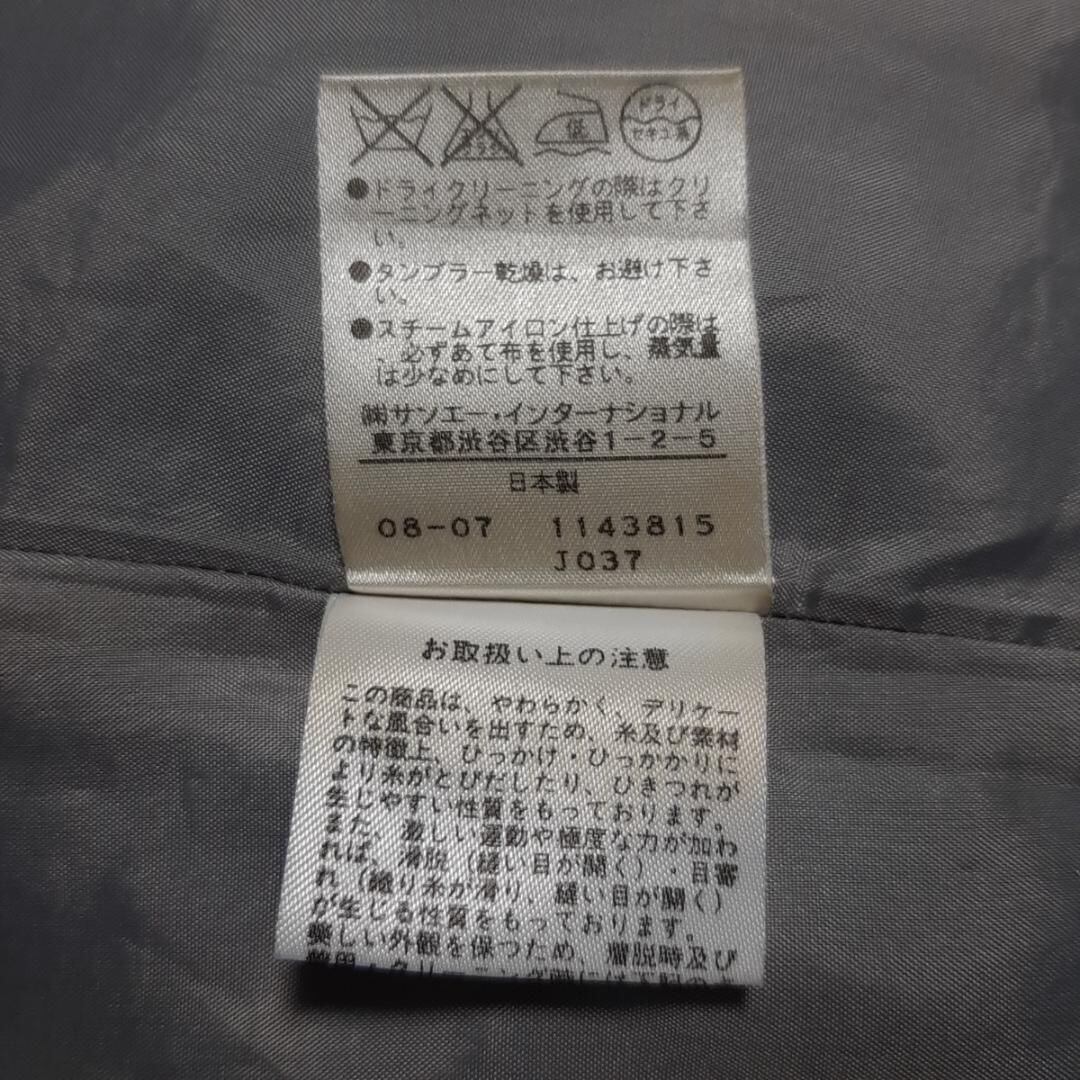 低
ドライ
セキユ系
●ドライクリーニングの際はクリ
ーニングネットを使用して下さ
い。
●タンブラー乾燥は、お避け下さ
い。
●スチームアイロン仕上げの際は
、必ずあて布を使用し、蒸気量
は少なめにして下さい。
㈱サンエー・インターナショナル
東京都渋谷区渋谷1-2-5
日本製
08-07 1143815
J037
お取扱い上の注意
この商品は、やわらかく、デリケー
トな風合いを出すため、糸及び素材
の特徴上、ひっかけ・ひっかかりに
より糸がとびだしたり、ひきつれが
生じやすい性質をもっております。
また、激しい運動や極度な力が加わ
れば、滑脱（縫い目が開く）・目寄
れ（織り糸が滑り、縫い目が開く）
が生じる性質をもっております。
美しい外観を保つため、着脱時及び